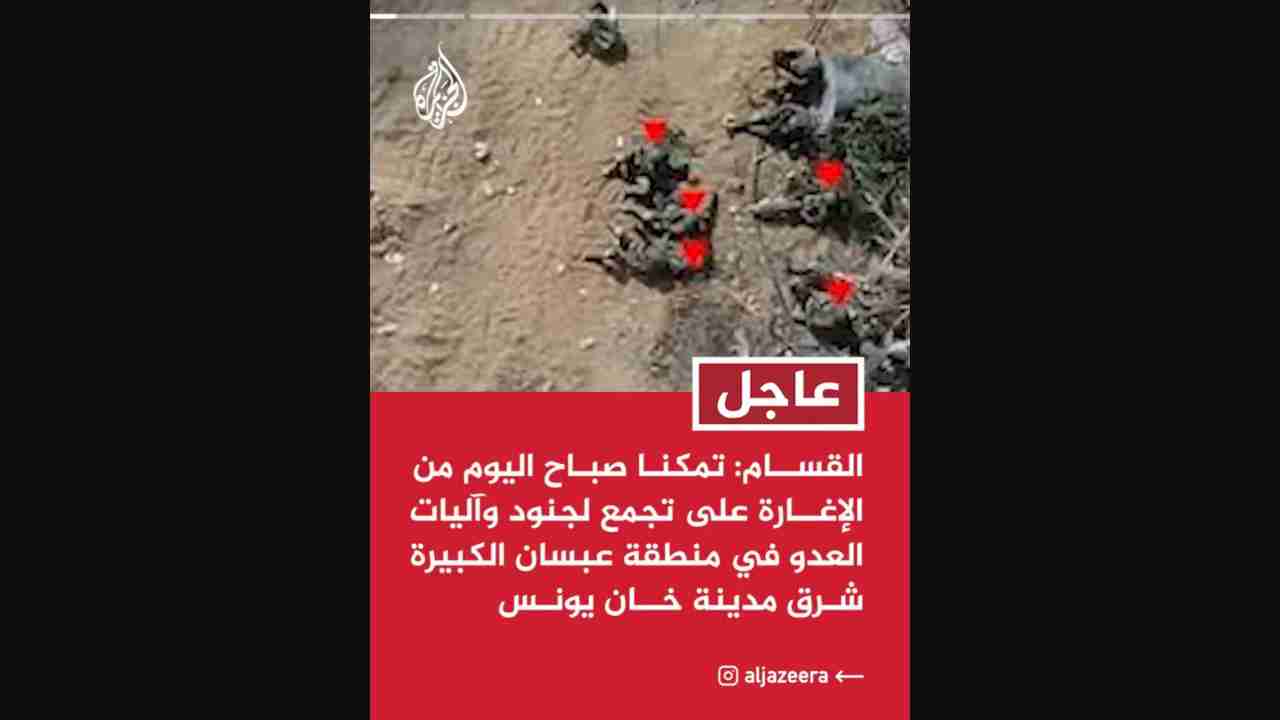 الجزيرة
عاجل
القسام: تمكنا صباح اليوم من
الإغارة على تجمع لجنود وآليات
العدو في منطقة عبسان الكبيرة
شرق مدينة خان يونس
aljazeera